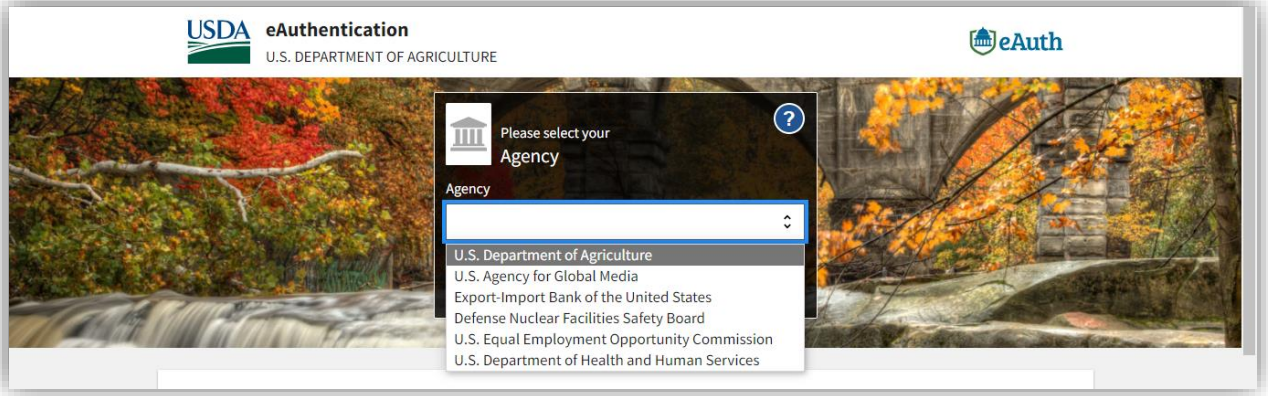 USDA eAuthentication
U.S. DEPARTMENT OF AGRICULTURE
eAuth
Please select your
Agency
?
Agency
U.S. Department of Agriculture
U.S. Agency for Global Media
Export-Import Bank of the United States
Defense Nuclear Facilities Safety Board
U.S. Equal Employment Opportunity Commission
U.S. Department of Health and Human Services